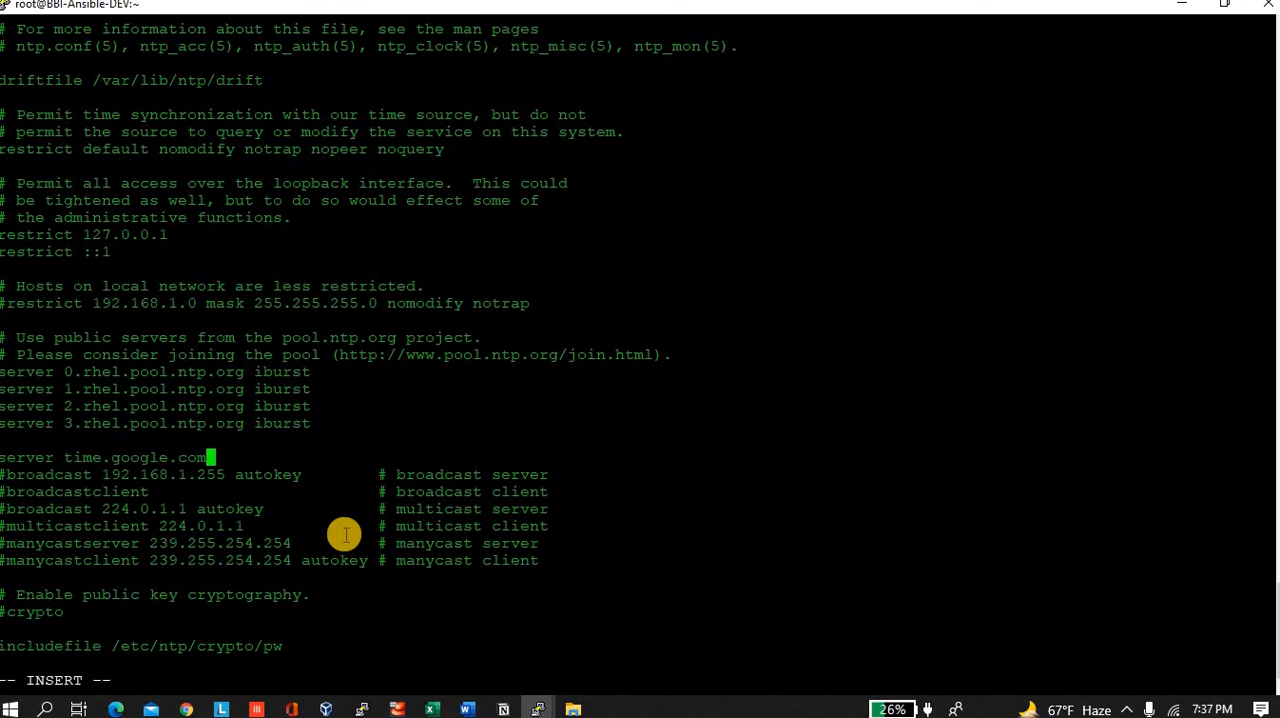 root@BBI-Ansible-DEV:~
# For more information about this file, see the man pages
# ntp.conf(5), ntp_acc(5), ntp_auth(5), ntp_clock(5), ntp_misc(5), ntp_mon(5).
driftfile /var/lib/ntp/drift
# Permit time synchronization with our time source, but do not
# permit the source to query or modify the service on this system.
restrict default nomodify notrap nopeer noquery
# Permit all access over the loopback interface.  This could
# be tightened as well, but to do so would effect some of
# the administrative functions.
restrict 127.0.0.1
restrict ::1
# Hosts on local network are less restricted.
#restrict 192.168.1.0 mask 255.255.255.0 nomodify notrap
# Use public servers from the pool.ntp.org project.
# Please consider joining the pool (http://www.pool.ntp.org/join.html).
server 0.rhel.pool.ntp.org iburst
server 1.rhel.pool.ntp.org iburst
server 2.rhel.pool.ntp.org iburst
server 3.rhel.pool.ntp.org iburst
server time.google.com
#broadcast 192.168.1.255 autokey        # broadcast server
#broadcastclient                        # broadcast client
#broadcast 224.0.1.1 autokey            # multicast server
#multicastclient 224.0.1.1              # multicast client
#manycastserver 239.255.254.254         # manycast server
#manycastclient 239.255.254.254 autokey # manycast client
# Enable public key cryptography.
#crypto
includefile /etc/ntp/crypto/pw
-- INSERT --
26% 67°F Haze 7:37 PM